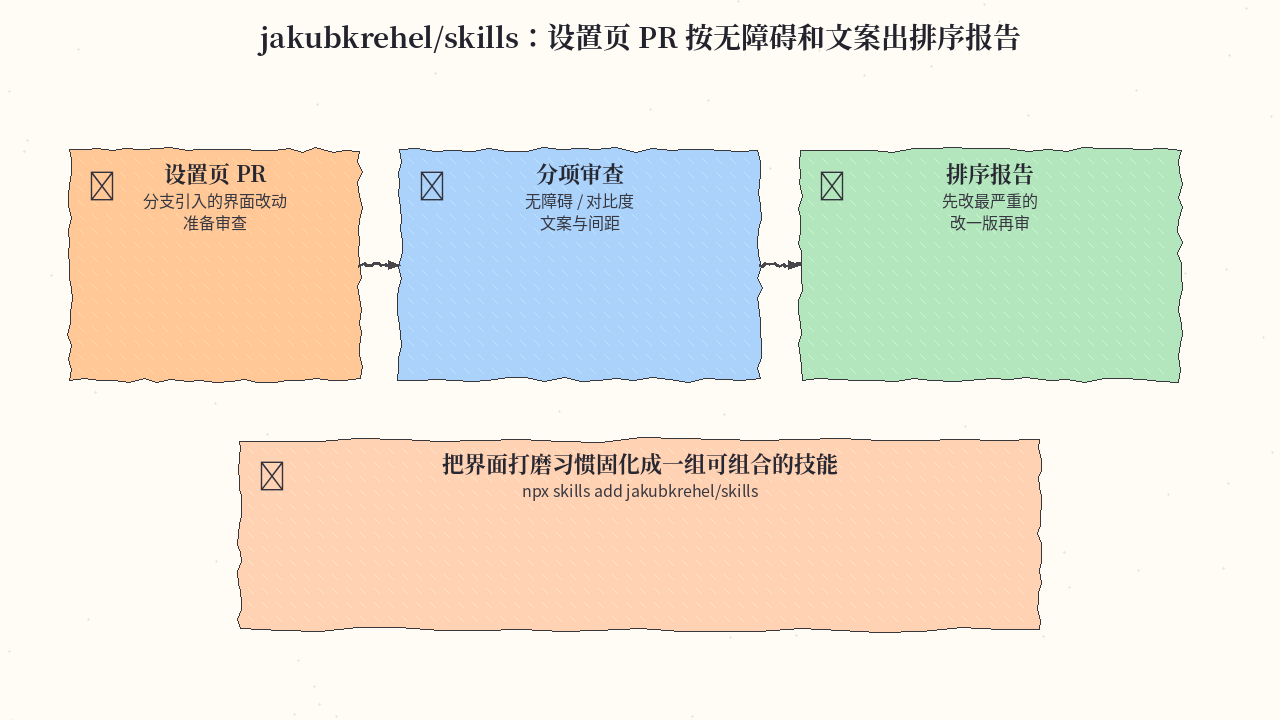 jakubkrehel/skills：设置页 PR 按无障碍和文案出排序报告
设置页 PR
分支引入的界面改动
准备审查
分项审查
无障碍 / 对比度
文案与间距
排序报告
先改最严重的
改一版再审
把界面打磨习惯固化成一组可组合的技能
npx skills add jakubkrehel/skills